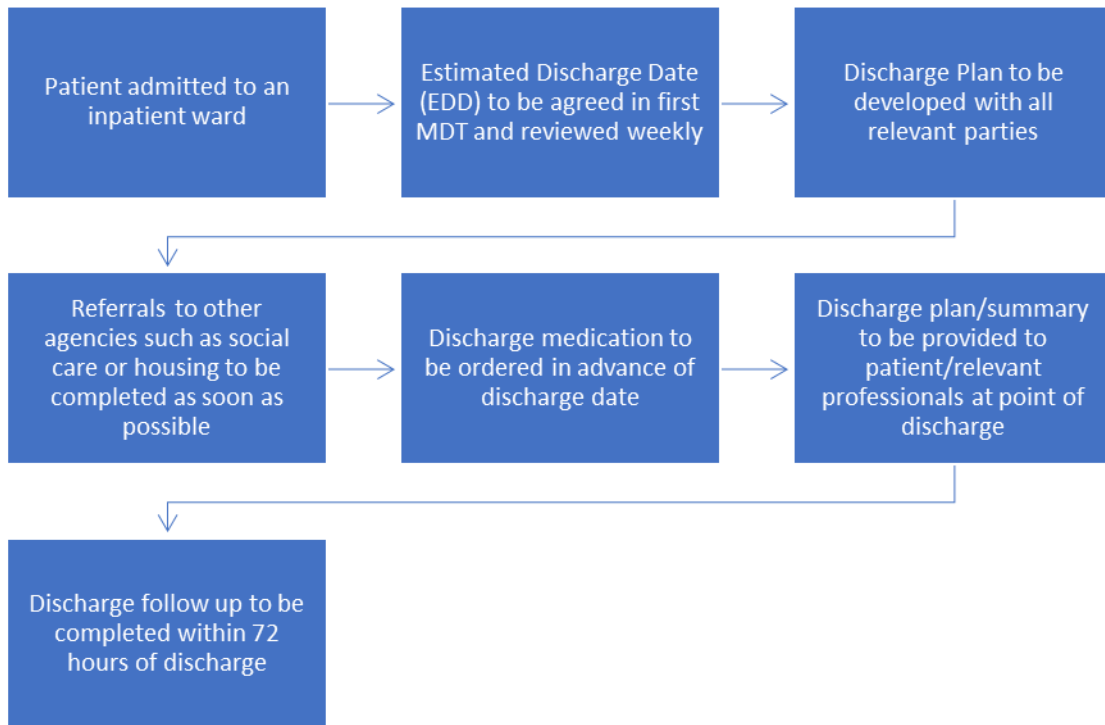 Patient admitted to an
inpatient ward
Estimated Discharge Date
(EDD) to be agreed in first
MDT and reviewed weekly
Discharge Plan to be
developed with all
relevant parties
Referrals to other
agencies such as social
care or housing to be
completed as soon as
possible
Discharge medication to
be ordered in advance of
discharge date
Discharge plan/summary
to be provided to
patient/relevant
professionals at point of
discharge
Discharge follow up to be
completed within 72
hours of discharge